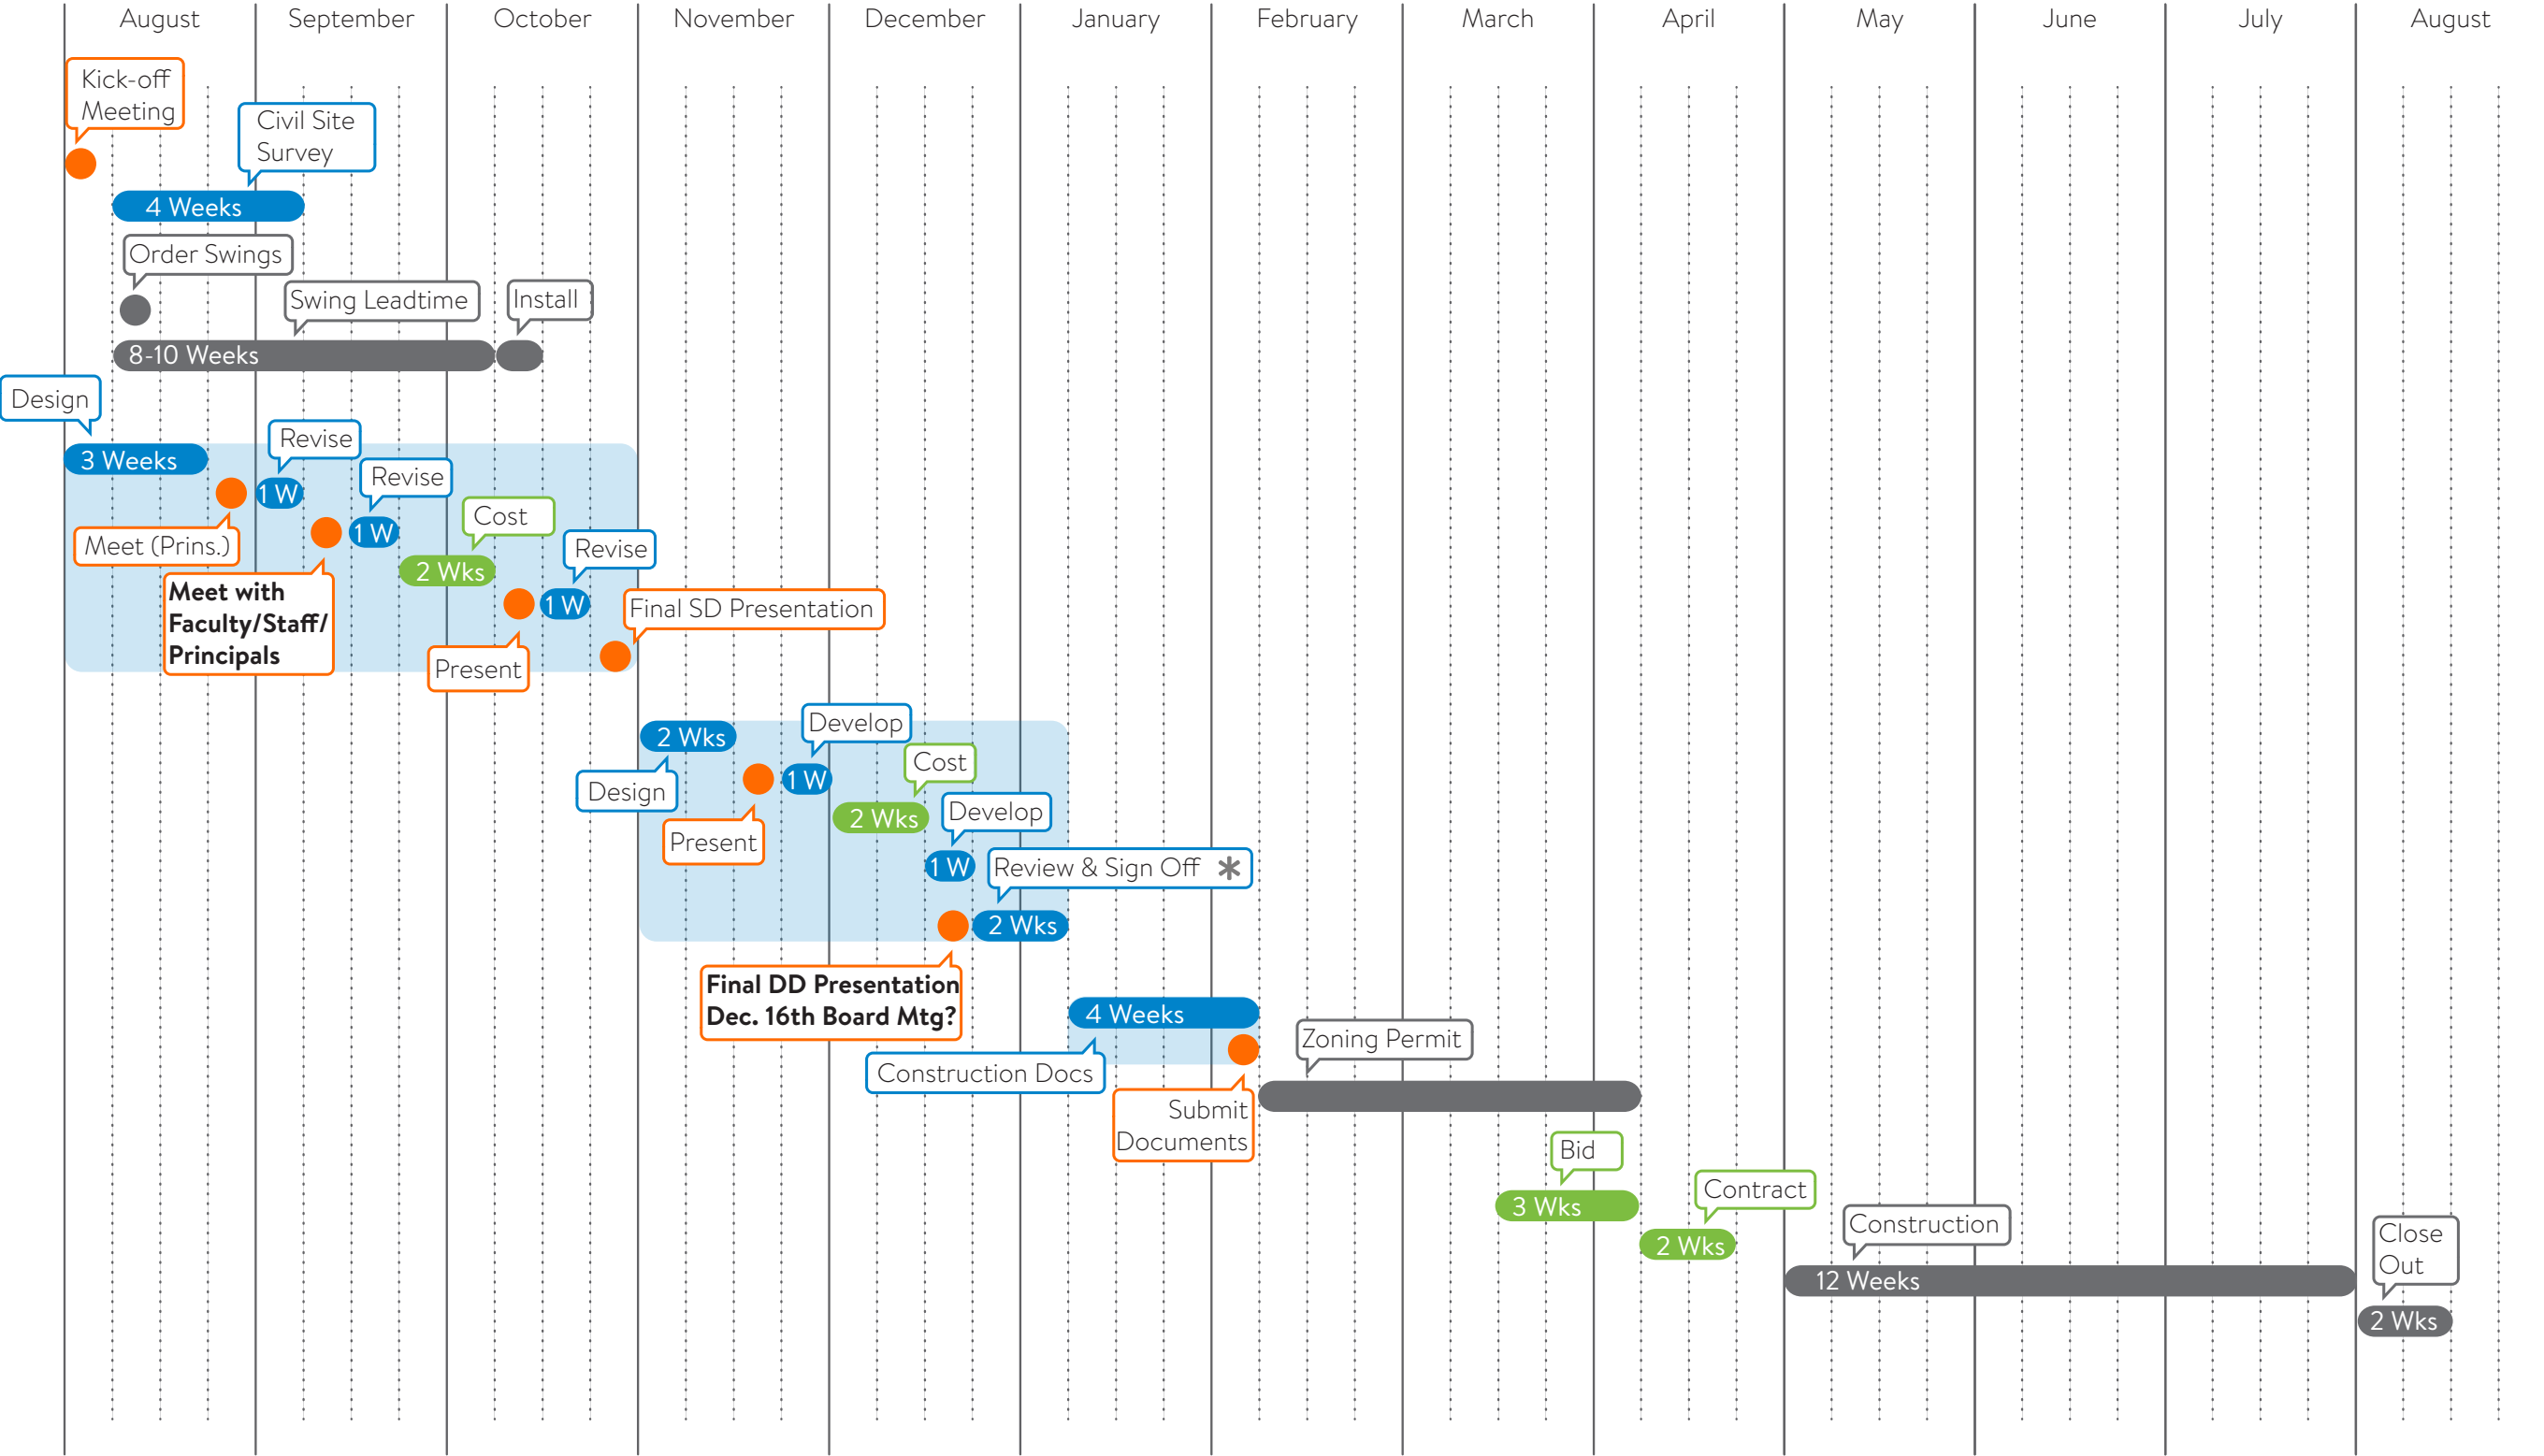 August September October November December January February March April May June July August
Kick-off
Meeting
Civil Site
Survey
4 Weeks
Order Swings
Swing Leadtime
Install
8-10 Weeks
Design
3 Weeks
Revise
1 W
Revise
Meet (Prins.)
1 W
Cost
Meet with
Faculty/Staff/
Principals
2 Wks
Revise
1 W
Present
Final SD Presentation
2 Wks
Develop
Design
1 W
Cost
Present
2 Wks
Develop
1 W
Review & Sign Off *
2 Wks
Final DD Presentation
Dec. 16th Board Mtg?
4 Weeks
Construction Docs
Submit
Documents
Zoning Permit
Bid
3 Wks
Contract
2 Wks
Construction
12 Weeks
Close
Out
2 Wks